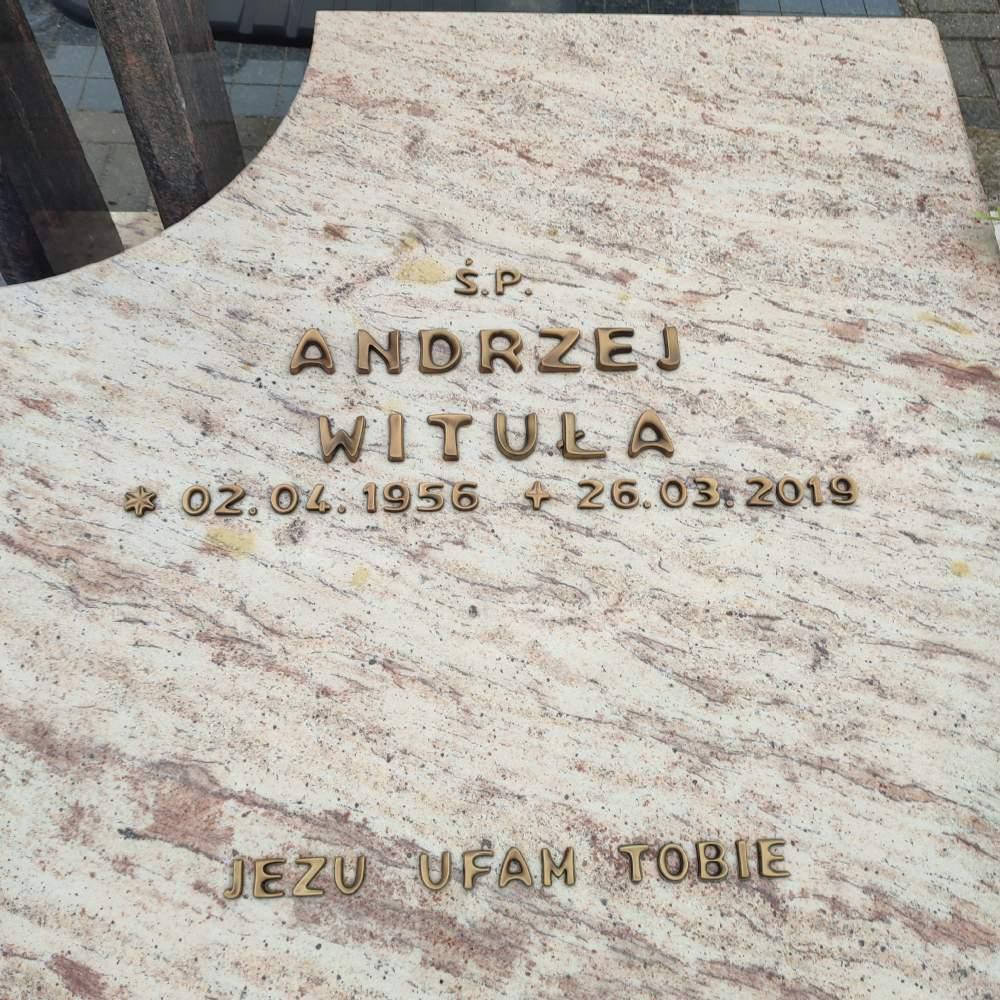 Ś.P.
ANDRZEJ
WITUŁA
* 02.04.1956 + 26.03.2019
JEZU UFAM TOBIE